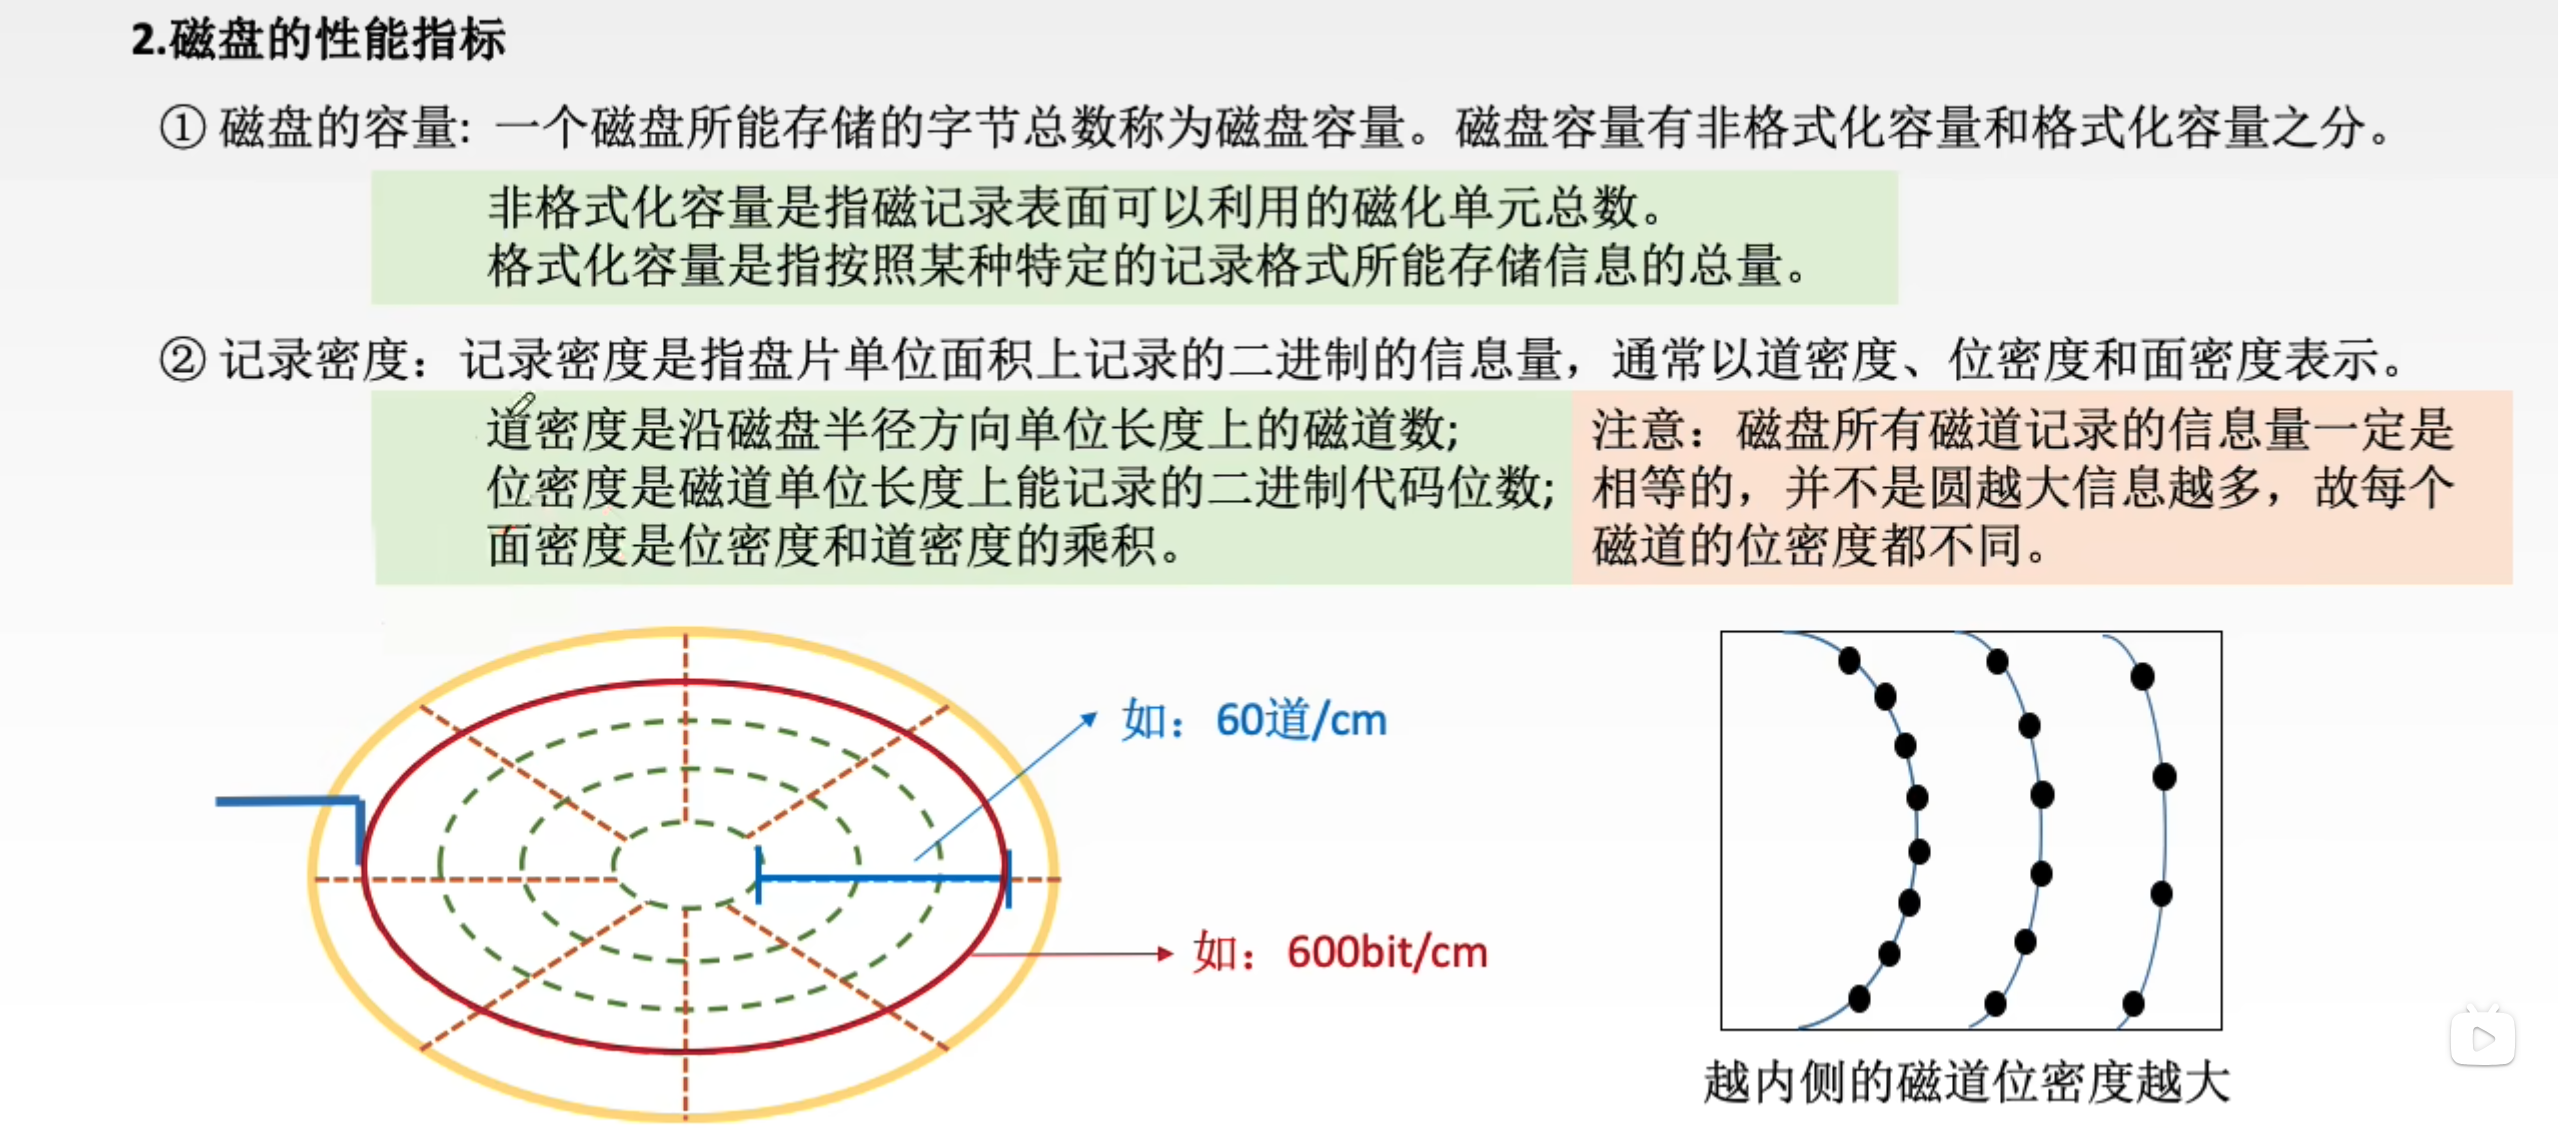 2.磁盘的性能指标
① 磁盘的容量: 一个磁盘所能存储的字节总数称为磁盘容量。磁盘容量有非格式化容量和格式化容量之分。
非格式化容量是指磁记录表面可以利用的磁化单元总数。
格式化容量是指按照某种特定的记录格式所能存储信息的总量。
② 记录密度：记录密度是指盘片单位面积上记录的二进制的信息量，通常以道密度、位密度和面密度表示。
道密度是沿磁盘半径方向单位长度上的磁道数;
位密度是磁道单位长度上能记录的二进制代码位数;
面密度是位密度和道密度的乘积。
注意：磁盘所有磁道记录的信息量一定是
相等的，并不是圆越大信息越多，故每个
磁道的位密度都不同。
如：60道/cm
如：600bit/cm
越内侧的磁道位密度越大